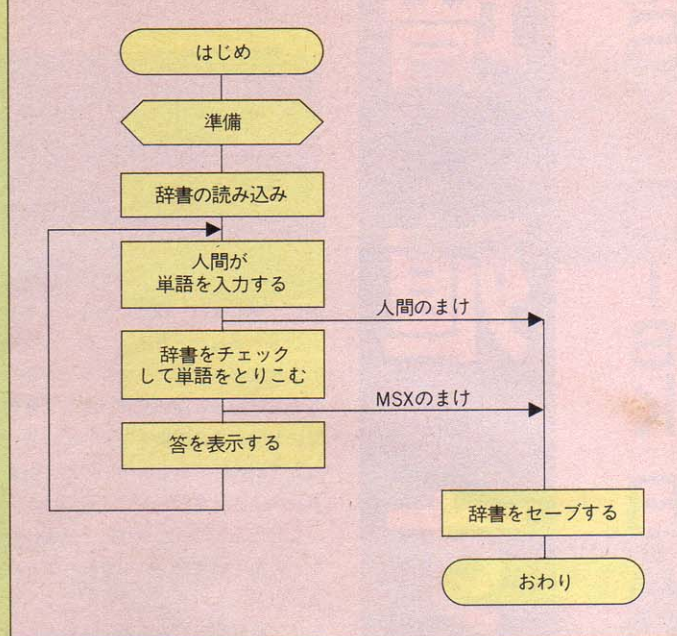 はじめ
準備
辞書の読み込み
人間が
単語を入力する
人間のまけ
辞書をチェック
して単語をとりこむ
MSXのまけ
答を表示する
辞書をセーブする
おわり